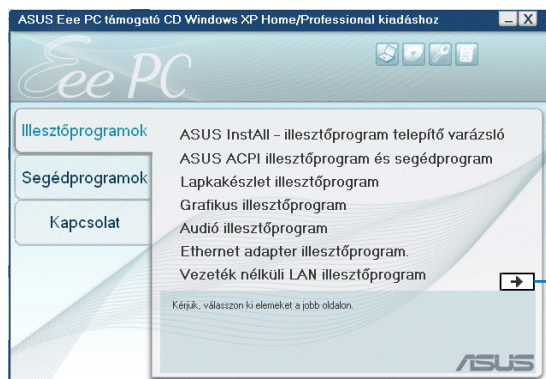 ASUS Eee PC támogató CD Windows XP Home/Professional kiadáshoz
Eee PC
Illesztőprogramok
Segédprogramok
Kapcsolat
ASUS InstAll - illesztőprogram telepítő varázsló
ASUS ACPI illesztőprogram és segédprogram
Lapkakészlet illesztőprogram
Grafikus illesztőprogram
Audió illesztőprogram
Ethernet adapter illesztőprogram.
Vezeték nélküli LAN illesztőprogram
Kérjük, válasszon ki elemeket a jobb oldalon.
ASUS